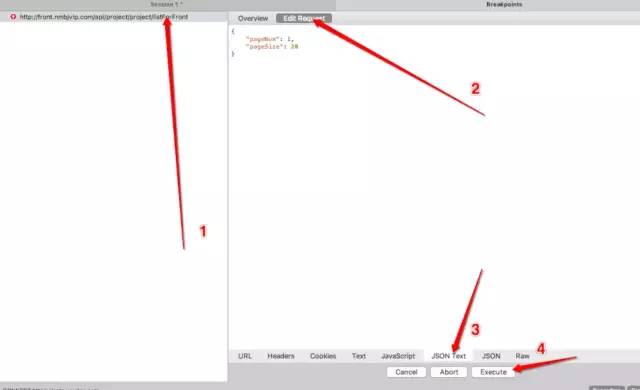 Session 1 *
Breakpoints
http://front.nmbjvip.com/api/project/project/listForFront
Overview
Edit Request
{
"pageNum": 1,
"pageSize": 20
}
2
1
3
4
URL
Headers
Cookies
Text
JavaScript
JSON Text
JSON
Raw
Cancel
Abort
Execute